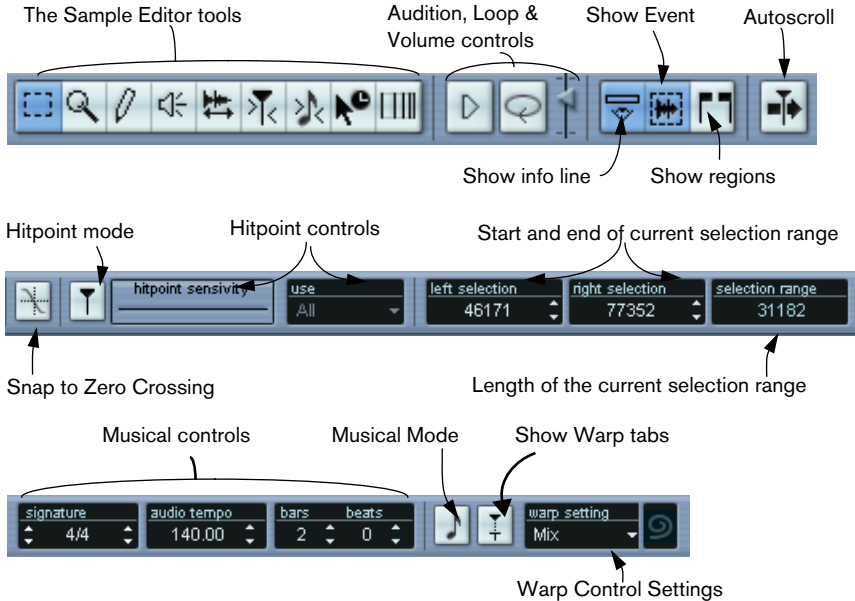 The Sample Editor tools
Audition, Loop &
Volume controls
Show Event
Autoscroll
Show info line
Show regions
Hitpoint mode
Hitpoint controls
Start and end of current selection range
hitpoint sensivity
use
All
left selection
46171
right selection
77352
selection range
31182
Snap to Zero Crossing
Length of the current selection range
Musical controls
Musical Mode
Show Warp tabs
signature
4/4
audio tempo
140.00
bars
2
beats
0
warp setting
Mix
Warp Control Settings